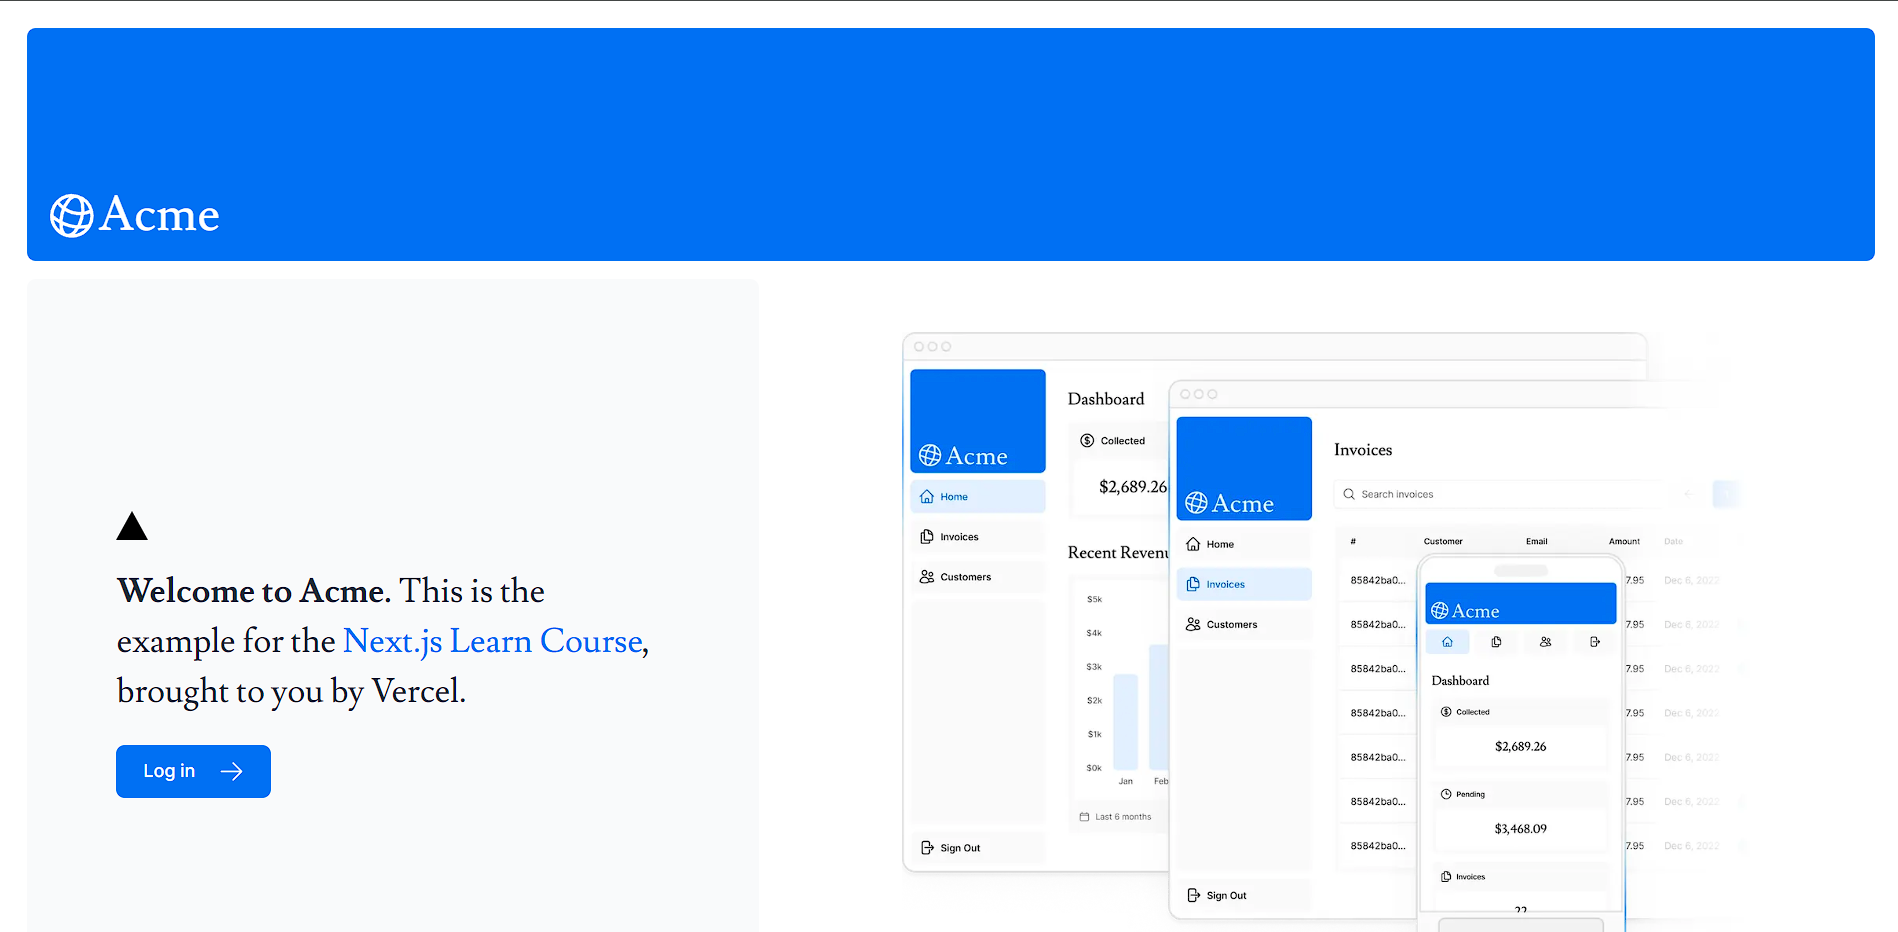 Acme
Welcome to Acme. This is the
example for the Next.js Learn Course,
brought to you by Vercel.
Log in
Acme
Home
Invoices
Customers
Sign Out
Dashboard
Collected
$2,689.26
Recent Revenu
$5k
$4k
$3k
$2k
$1k
$0k
Jan Feb
Last 6 months
Acme
Home
Invoices
Customers
Sign Out
Invoices
Search invoices
# Customer Email Amount Date
85842ba0... 7.95 Dec 6, 2022
85842ba0... 7.95 Dec 6, 2022
85842ba0... 7.95 Dec 6, 2022
85842ba0... 7.95 Dec 6, 2022
85842ba0... 7.95 Dec 6, 2022
85842ba0... 7.95 Dec 6, 2022
85842ba0... 7.95 Dec 6, 2022
Acme
Dashboard
Collected
$2,689.26
Pending
$3,468.09
Invoices
22